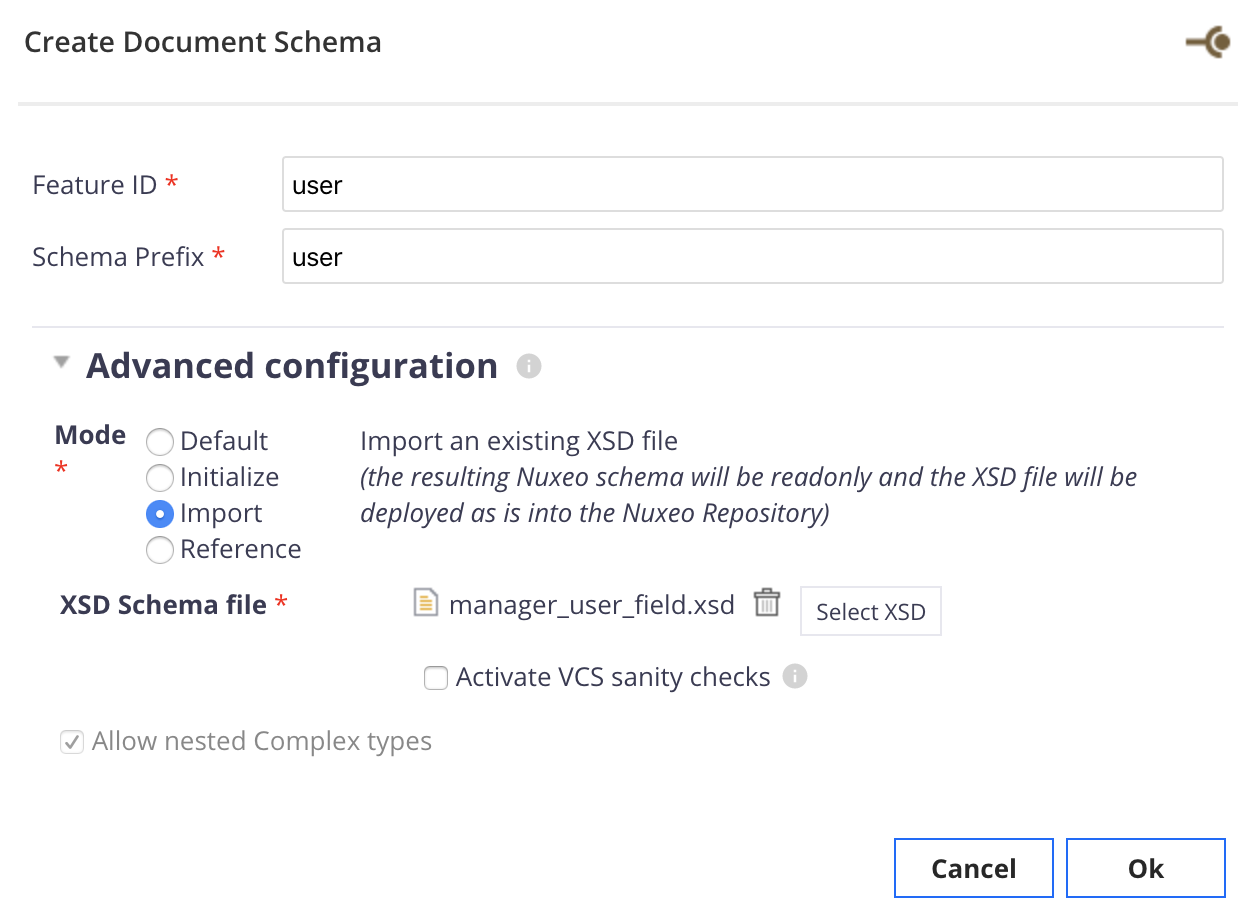 Create Document Schema
Feature ID * user
Schema Prefix * user
Advanced configuration
Mode *
Default
Initialize
Import
Reference
Import an existing XSD file
(the resulting Nuxeo schema will be readonly and the XSD file will be
deployed as is into the Nuxeo Repository)
XSD Schema file * manager_user_field.xsd Select XSD
Activate VCS sanity checks
Allow nested Complex types
Cancel Ok